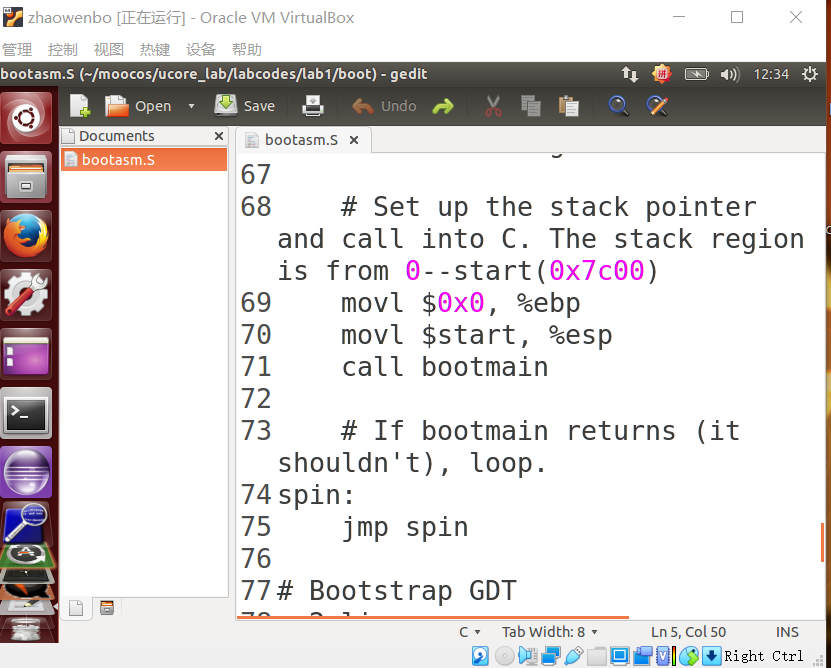 zhaowenbo [正在运行] - Oracle VM VirtualBox
管理 控制 视图 热键 设备 帮助
bootasm.S (~/moocos/ucore_lab/labcodes/lab1/boot) - gedit
拼 12:34
Open Save Undo
Documents
bootasm.S
bootasm.S
67
68 # Set up the stack pointer
and call into C. The stack region
is from 0--start(0x7c00)
69 movl $0x0, %ebp
70 movl $start, %esp
71 call bootmain
72
73 # If bootmain returns (it
shouldn't), loop.
74 spin:
75 jmp spin
76
77 # Bootstrap GDT
C Tab Width: 8 Ln 5, Col 50 INS
Right Ctrl